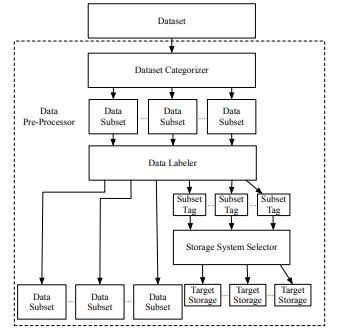 Dataset
Dataset Categorizer
Data
Pre-Processor
Data
Subset
...
Data
Subset
...
Data
Subset
Data Labeler
Subset
Tag
...
Subset
Tag
...
Subset
Tag
Storage System Selector
Data
Subset
...
Data
Subset
...
Data
Subset
Target
Storage
...
Target
Storage
...
Target
Storage